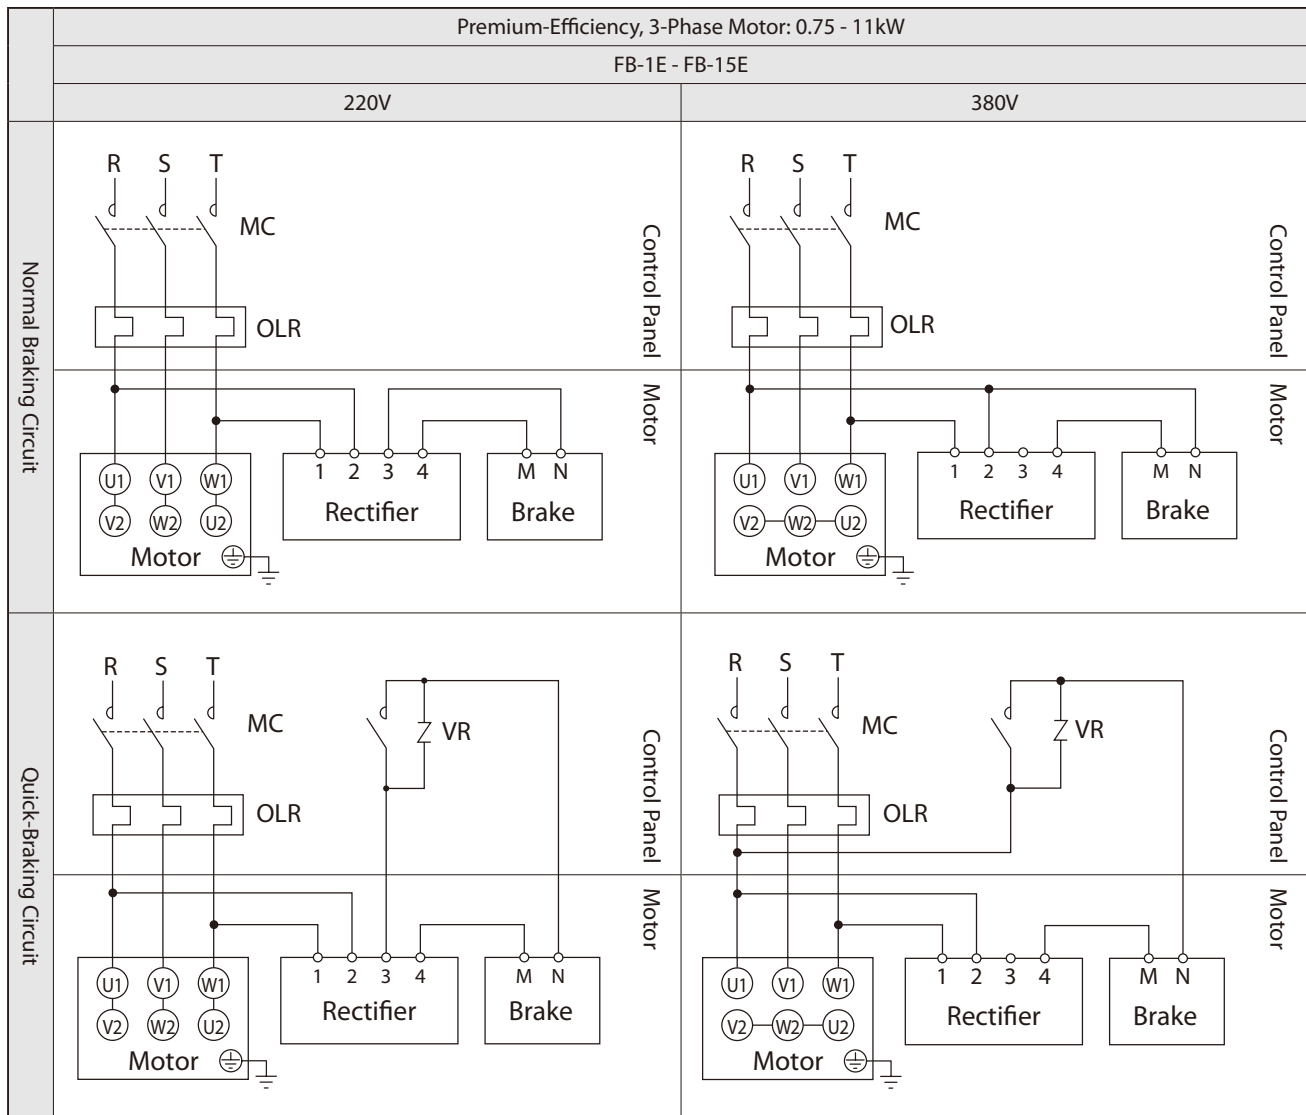 Premium-Efficiency, 3-Phase Motor: 0.75 - 11kW
FB-1E - FB-15E
220V
380V
Normal Braking Circuit
R S T
MC
OLR
Control Panel
Motor
U1 V1 W1
V2 W2 U2
Motor
1 2 3 4
Rectifier
M N
Brake
R S T
MC
OLR
Control Panel
Motor
U1 V1 W1
V2 W2 U2
Motor
1 2 3 4
Rectifier
M N
Brake
Quick-Braking Circuit
R S T
MC
VR
OLR
Control Panel
Motor
U1 V1 W1
V2 W2 U2
Motor
1 2 3 4
Rectifier
M N
Brake
R S T
MC
VR
OLR
Control Panel
Motor
U1 V1 W1
V2 W2 U2
Motor
1 2 3 4
Rectifier
M N
Brake